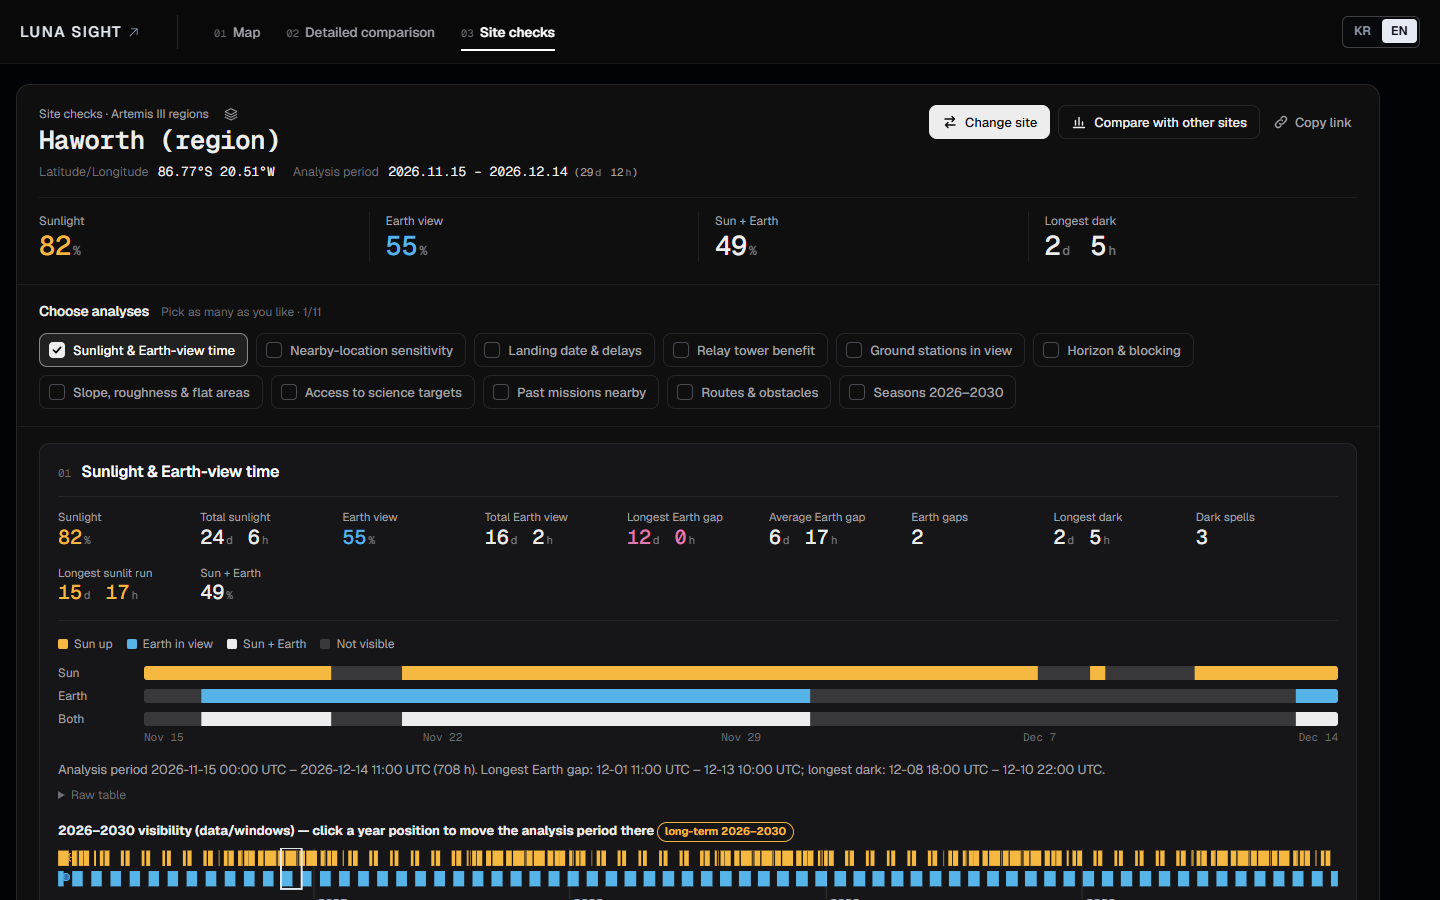 LUNA SIGHT ↗
01 Map
02 Detailed comparison
03 Site checks
KR EN
Site checks · Artemis III regions
Haworth (region)
Change site
Compare with other sites
Copy link
Latitude/Longitude 86.77°S 20.51°W Analysis period 2026.11.15 – 2026.12.14 (29d 12h)
Sunlight Earth view Sun + Earth Longest dark
82% 55% 49% 2d 5h
Choose analyses Pick as many as you like · 1/11
Sunlight & Earth-view time Nearby-location sensitivity Landing date & delays Relay tower benefit Ground stations in view Horizon & blocking
Slope, roughness & flat areas Access to science targets Past missions nearby Routes & obstacles Seasons 2026–2030
01 Sunlight & Earth-view time
Sunlight Total sunlight Earth view Total Earth view Longest Earth gap Average Earth gap Earth gaps Longest dark Dark spells
82% 24d 6h 55% 16d 2h 12d 0h 6d 17h 2 2d 5h 3
Longest sunlit run Sun + Earth
15d 17h 49%
Sun up Earth in view Sun + Earth Not visible
Sun
Earth
Both
Nov 15 Nov 22 Nov 29 Dec 7 Dec 14
Analysis period 2026-11-15 00:00 UTC – 2026-12-14 11:00 UTC (708 h). Longest Earth gap: 12-01 11:00 UTC – 12-13 10:00 UTC; longest dark: 12-08 18:00 UTC – 12-10 22:00 UTC.
Raw table
2026–2030 visibility (data/windows) — click a year position to move the analysis period there long-term 2026–2030